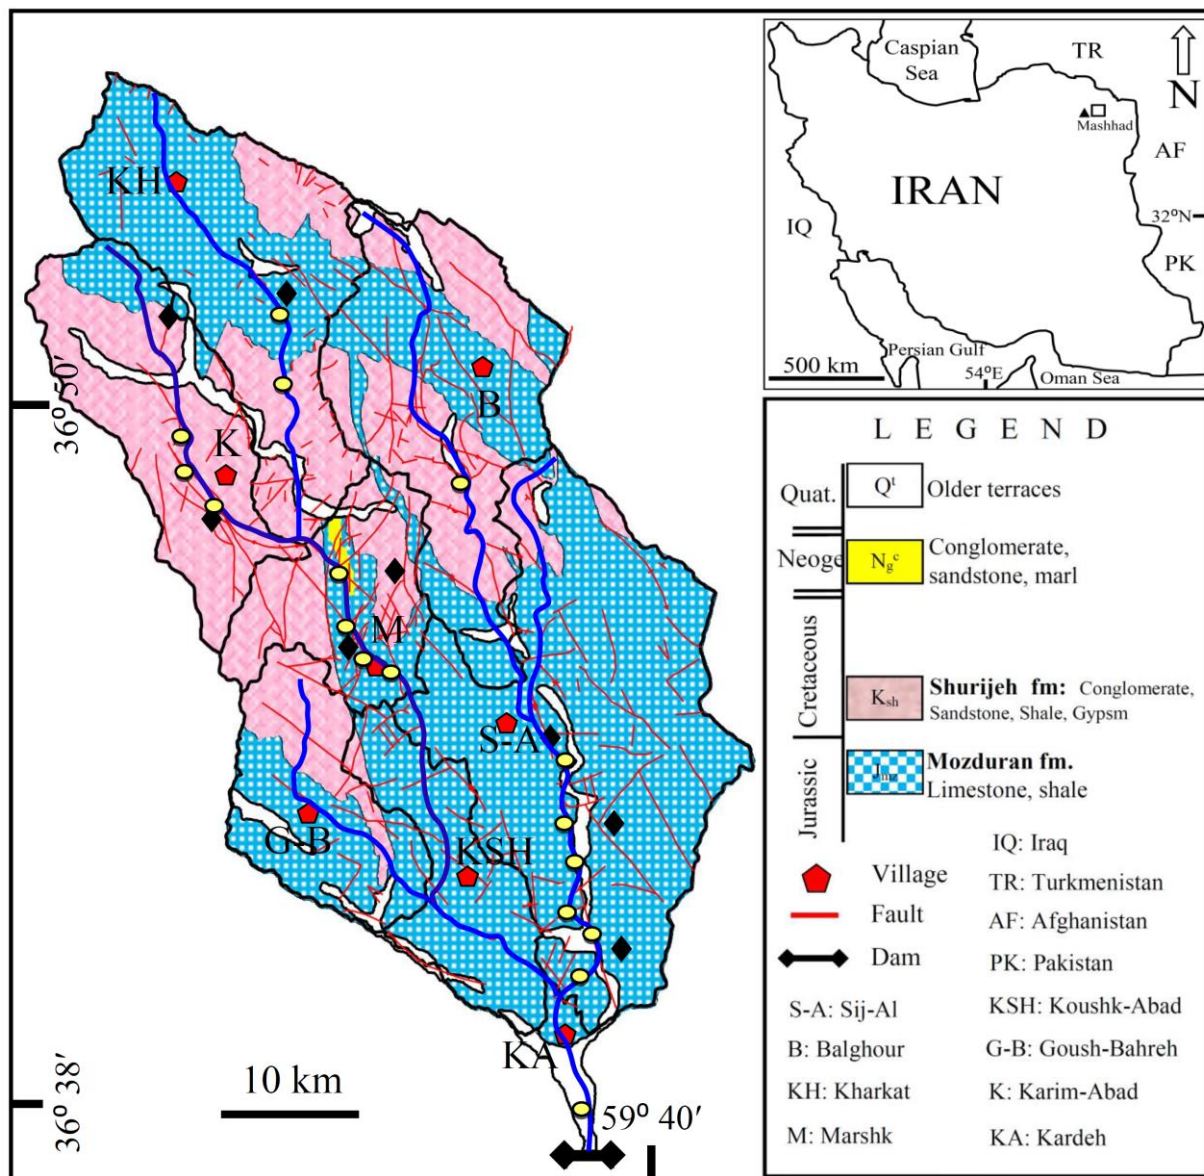 KH
K
B
M
S-A
G-B
KSH
KA
36° 50′
36° 38′
10 km
59° 40′
Caspian
Sea
TR
N
Mashhad
AF
IRAN
IQ
32°N
PK
Persian Gulf
500 km
54°E
Oman Sea
L E G E N D
Quat.
Qt
Older terraces
Neoge
Ngc
Conglomerate,
sandstone, marl
Cretaceous
Ksh
Shurijeh fm: Conglomerate,
Sandstone, Shale, Gypsm
Jurassic
Jmz
Mozduran fm.
Limestone, shale
Village
Fault
Dam
IQ: Iraq
TR: Turkmenistan
AF: Afghanistan
PK: Pakistan
S-A: Sij-Al
KSH: Koushk-Abad
B: Balghour
G-B: Goush-Bahreh
KH: Kharkat
K: Karim-Abad
M: Marshk
KA: Kardeh